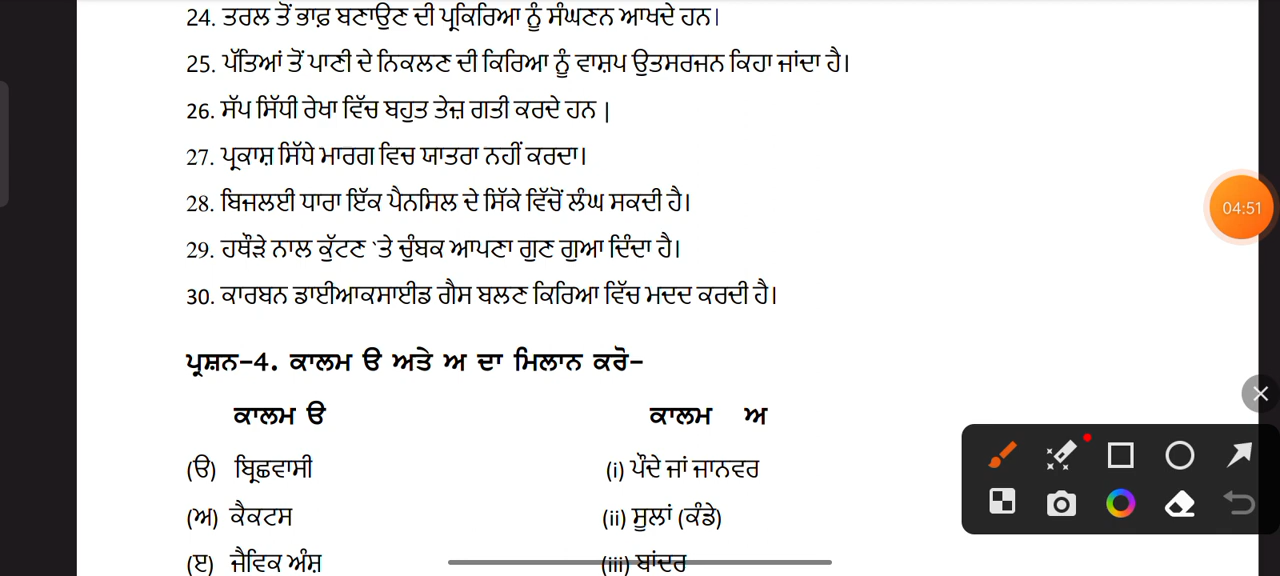 24. ਤਰਲ ਤੋਂ ਭਾਫ਼ ਬਣਾਉਣ ਦੀ ਪ੍ਰਕਿਰਿਆ ਨੂੰ ਸੰਘਣਨ ਆਖਦੇ ਹਨ।
25. ਪੱਤਿਆਂ ਤੋਂ ਪਾਣੀ ਦੇ ਨਿਕਲਣ ਦੀ ਕਿਰਿਆ ਨੂੰ ਵਾਸ਼ਪ ਉਤਸਰਜਨ ਕਿਹਾ ਜਾਂਦਾ ਹੈ।
26. ਸੱਪ ਸਿੱਧੀ ਰੇਖਾ ਵਿੱਚ ਬਹੁਤ ਤੇਜ਼ ਗਤੀ ਕਰਦੇ ਹਨ |
27. ਪ੍ਰਕਾਸ਼ ਸਿੱਧੇ ਮਾਰਗ ਵਿਚ ਯਾਤਰਾ ਨਹੀਂ ਕਰਦਾ।
28. ਬਿਜਲਈ ਧਾਰਾ ਇੱਕ ਪੈਨਸਿਲ ਦੇ ਸਿੱਕੇ ਵਿੱਚੋਂ ਲੰਘ ਸਕਦੀ ਹੈ।
29. ਹਥੌੜੇ ਨਾਲ ਕੁੱਟਣ `ਤੇ ਚੁੰਬਕ ਆਪਣਾ ਗੁਣ ਗੁਆ ਦਿੰਦਾ ਹੈ।
30. ਕਾਰਬਨ ਡਾਈਆਕਸਾਈਡ ਗੈਸ ਬਲਣ ਕਿਰਿਆ ਵਿੱਚ ਮਦਦ ਕਰਦੀ ਹੈ।
ਪ੍ਰਸ਼ਨ-4. ਕਾਲਮ ੳ ਅਤੇ ਅ ਦਾ ਮਿਲਾਨ ਕਰੋ-
ਕਾਲਮ ੳ ਕਾਲਮ ਅ
(ੳ) ਬ੍ਰਿਛਵਾਸੀ (i) ਪੌਦੇ ਜਾਂ ਜਾਨਵਰ
(ਅ) ਕੈਕਟਸ (ii) ਸੂਲਾਂ (ਕੰਡੇ)
(ੲ) ਜੈਵਿਕ ਅੰਸ਼ (iii) ਬਾਂਦਰ
04:51